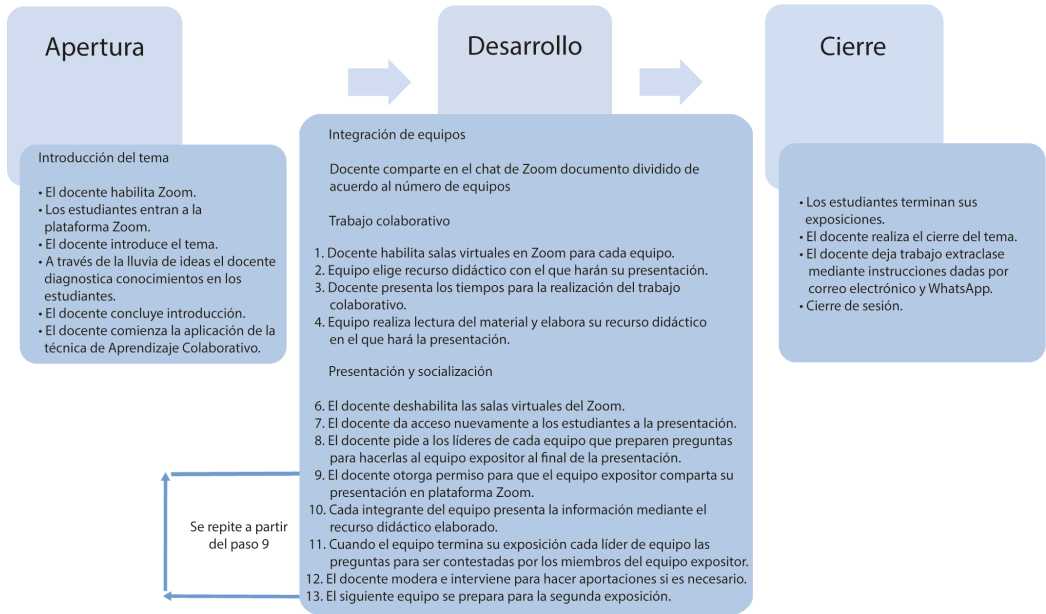 Apertura
Introducción del tema
• El docente habilita Zoom.
• Los estudiantes entran a la
plataforma Zoom.
• El docente introduce el tema.
• A través de la lluvia de ideas el docente
diagnostica conocimientos en los
estudiantes.
• El docente concluye introducción.
• El docente comienza la aplicación de la
técnica de Aprendizaje Colaborativo.
Desarrollo
Integración de equipos
Docente comparte en el chat de Zoom documento dividido de
acuerdo al número de equipos
Trabajo colaborativo
1. Docente habilita salas virtuales en Zoom para cada equipo.
2. Equipo elige recurso didáctico con el que harán su presentación.
3. Docente presenta los tiempos para la realización del trabajo
colaborativo.
4. Equipo realiza lectura del material y elabora su recurso didáctico
en el que hará la presentación.
Presentación y socialización
6. El docente deshabilita las salas virtuales del Zoom.
7. El docente da acceso nuevamente a los estudiantes a la presentación.
8. El docente pide a los líderes de cada equipo que preparen preguntas
para hacerlas al equipo expositor al final de la presentación.
9. El docente otorga permiso para que el equipo expositor comparta su
presentación en plataforma Zoom.
10. Cada integrante del equipo presenta la información mediante el
recurso didáctico elaborado.
11. Cuando el equipo termina su exposición cada líder de equipo las
preguntas para ser contestadas por los miembros del equipo expositor.
12. El docente modera e interviene para hacer aportaciones si es necesario.
13. El siguiente equipo se prepara para la segunda exposición.
Se repite a partir
del paso 9
Cierre
• Los estudiantes terminan sus
exposiciones.
• El docente realiza el cierre del tema.
• El docente deja trabajo extraclase
mediante instrucciones dadas por
correo electrónico y WhatsApp.
• Cierre de sesión.